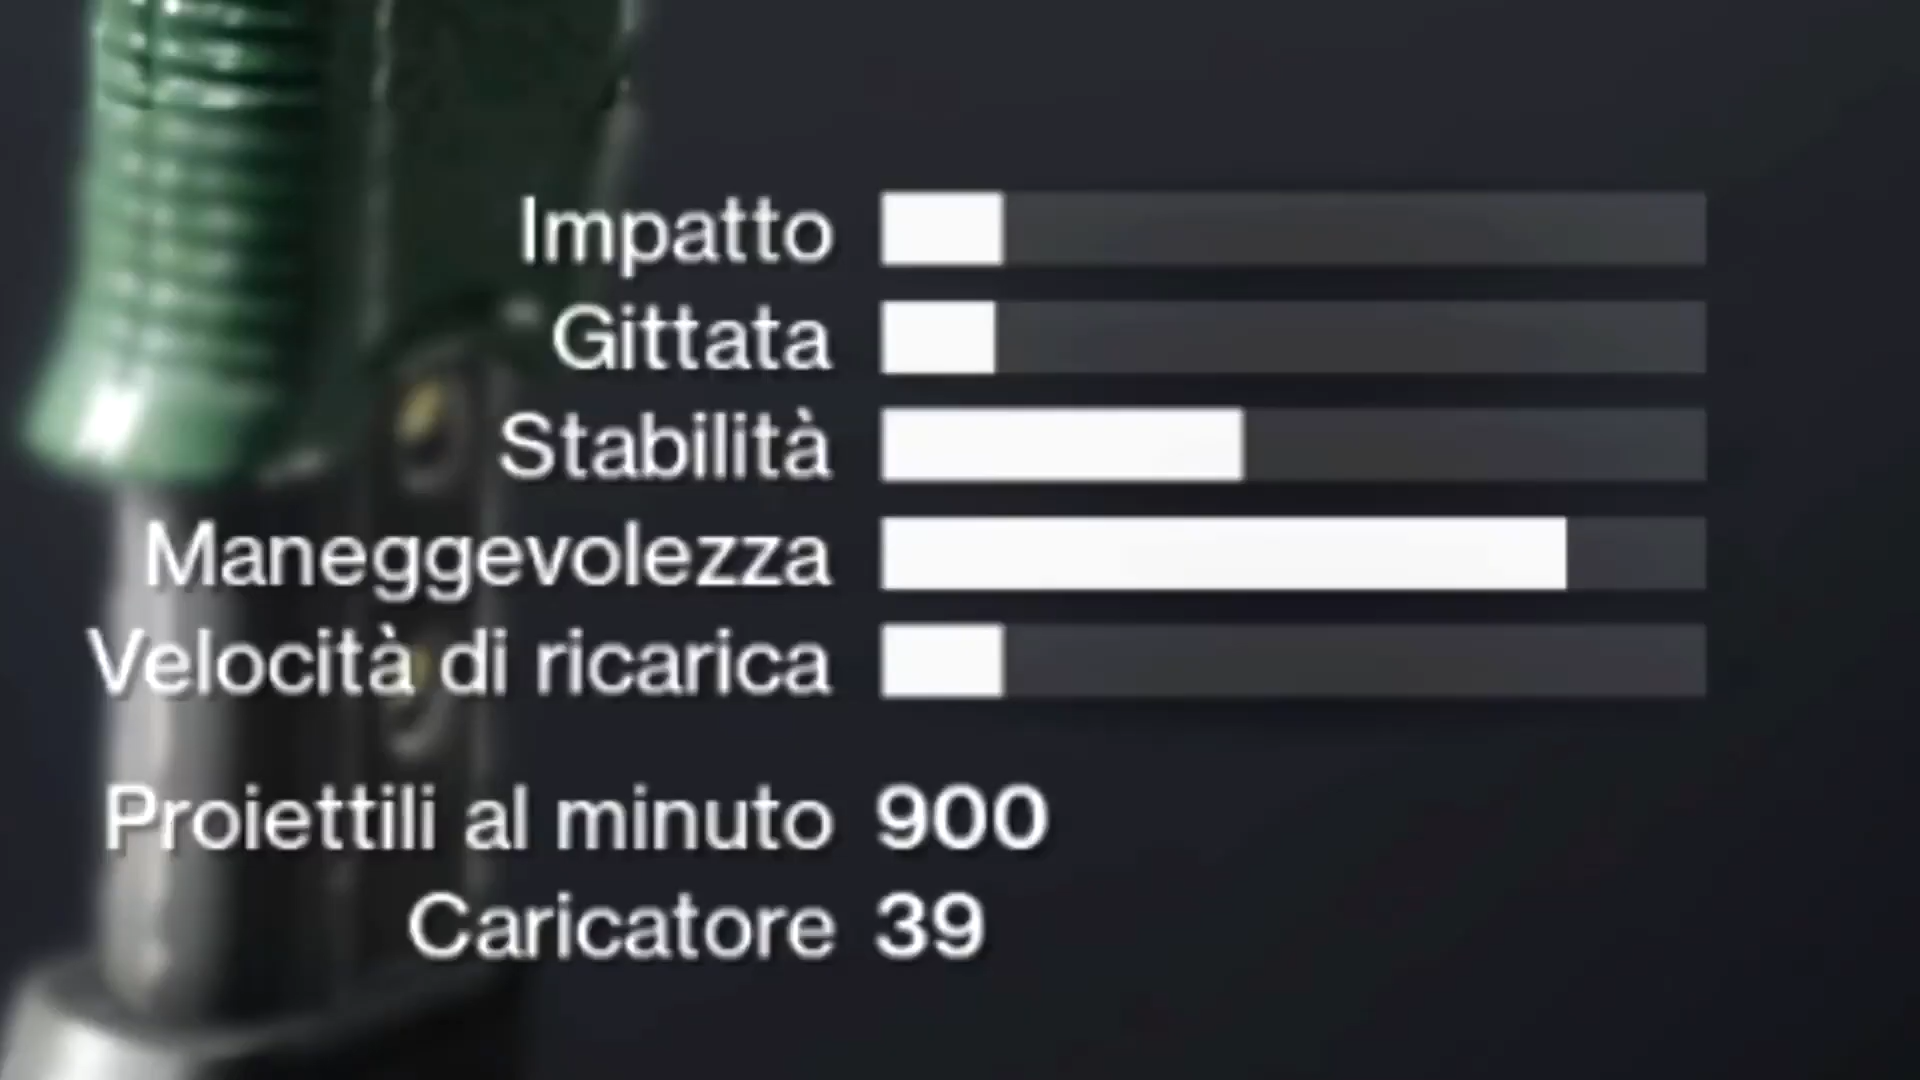 Impatto
Gittata
Stabilità
Maneggevolezza
Velocità di ricarica
Proiettili al minuto 900
Caricatore 39